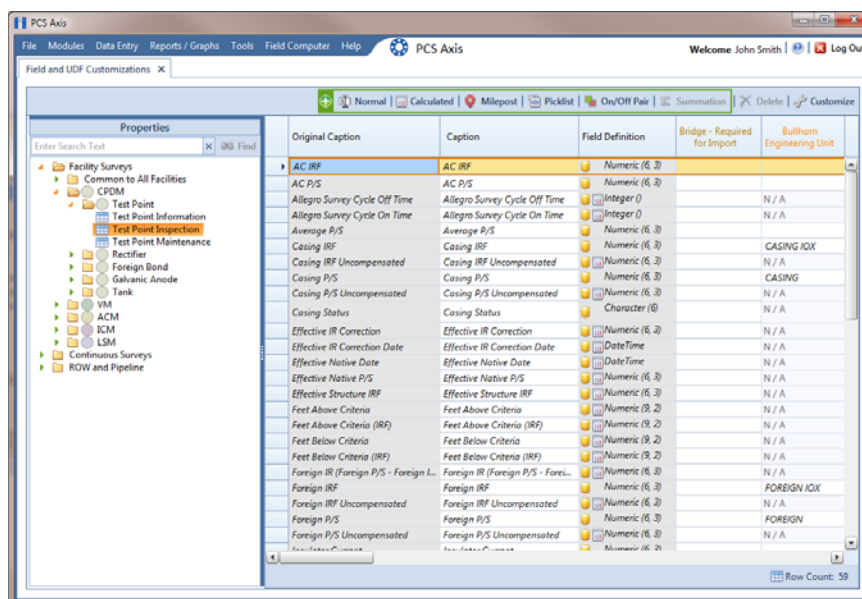 PCS Axis
File Modules Data Entry Reports / Graphs Tools Field Computer Help PCS Axis Welcome John Smith | | Log Ou
Field and UDF Customizations X
Normal | Calculated | Milepost | Picklist | On/Off Pair | Summation | Delete | Customize
Properties
Enter Search Text Find
Facility Surveys
Common to All Facilities
CPDM
Test Point
Test Point Information
Test Point Inspection
Test Point Maintenance
Rectifier
Foreign Bond
Galvanic Anode
Tank
VM
ACM
ICM
LSM
Continuous Surveys
ROW and Pipeline
Original Caption Caption Field Definition Bridge - Required for Import Bullhorn Engineering Unit
AC IRF AC IRF Numeric (6, 3)
AC P/S AC P/S Numeric (6, 3)
Allegro Survey Cycle Off Time Allegro Survey Cycle Off Time Integer () N / A
Allegro Survey Cycle On Time Allegro Survey Cycle On Time Integer () N / A
Average P/S Average P/S Numeric (6, 3)
Casing IRF Casing IRF Numeric (6, 3) CASING IOX
Casing IRF Uncompensated Casing IRF Uncompensated Numeric (6, 3) N / A
Casing P/S Casing P/S Numeric (6, 3) CASING
Casing P/S Uncompensated Casing P/S Uncompensated Numeric (6, 3) N / A
Casing Status Casing Status Character (6) N / A
Effective IR Correction Effective IR Correction Numeric (6, 3) N / A
Effective IR Correction Date Effective IR Correction Date DateTime N / A
Effective Native Date Effective Native Date DateTime N / A
Effective Native P/S Effective Native P/S Numeric (6, 3) N / A
Effective Structure IRF Effective Structure IRF Numeric (6, 3) N / A
Feet Above Criteria Feet Above Criteria Numeric (9, 2) N / A
Feet Above Criteria (IRF) Feet Above Criteria (IRF) Numeric (9, 2) N / A
Feet Below Criteria Feet Below Criteria Numeric (9, 2) N / A
Feet Below Criteria (IRF) Feet Below Criteria (IRF) Numeric (9, 2) N / A
Foreign IR (Foreign P/S - Foreign I... Foreign IR (Foreign P/S - Forei... Numeric (6, 3) N / A
Foreign IRF Foreign IRF Numeric (6, 3) FOREIGN IOX
Foreign IRF Uncompensated Foreign IRF Uncompensated Numeric (6, 3) N / A
Foreign P/S Foreign P/S Numeric (6, 3) FOREIGN
Foreign P/S Uncompensated Foreign P/S Uncompensated Numeric (6, 3) N / A
Row Count: 59